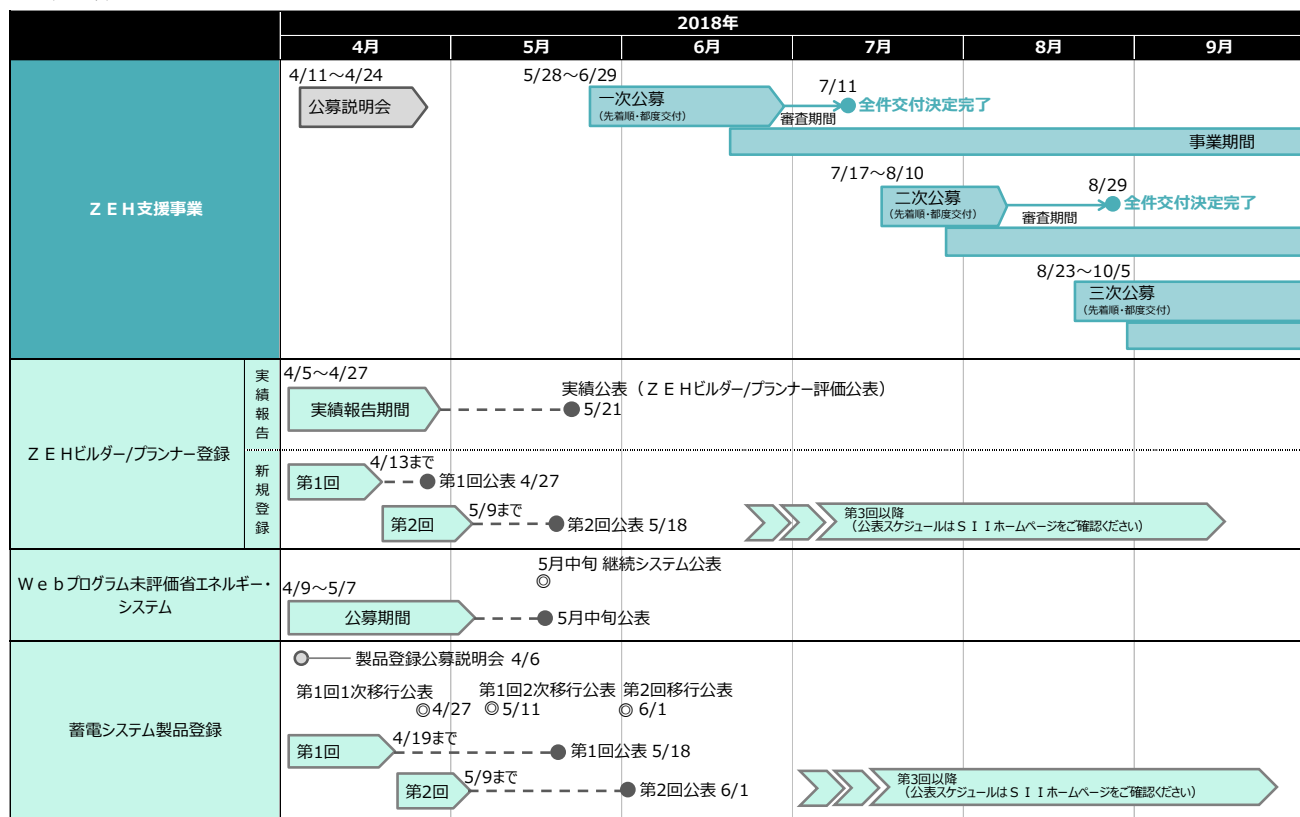 2018年
4月
5月
6月
7月
8月
9月
ZEH支援事業
4/11～4/24
公募説明会
5/28～6/29
一次公募
(先着順・都度交付)
審査期間
7/11
全件交付決定完了
事業期間
7/17～8/10
二次公募
(先着順・都度交付)
審査期間
8/29
全件交付決定完了
8/23～10/5
三次公募
(先着順・都度交付)
ZEHビルダー/プランナー登録
実績報告
4/5～4/27
実績報告期間
実績公表（ZEHビルダー/プランナー評価公表）
5/21
新規登録
第1回
4/13まで
第1回公表 4/27
第2回
5/9まで
第2回公表 5/18
第3回以降
（公表スケジュールはＳＩＩホームページをご確認ください）
Ｗｅｂプログラム未評価省エネルギー・
システム
4/9～5/7
公募期間
5月中旬 継続システム公表
5月中旬公表
蓄電システム製品登録
製品登録公募説明会 4/6
第1回1次移行公表
4/27
第1回2次移行公表
5/11
第2回移行公表
6/1
第1回
4/19まで
第1回公表 5/18
第2回
5/9まで
第2回公表 6/1
第3回以降
（公表スケジュールはＳＩＩホームページをご確認ください）